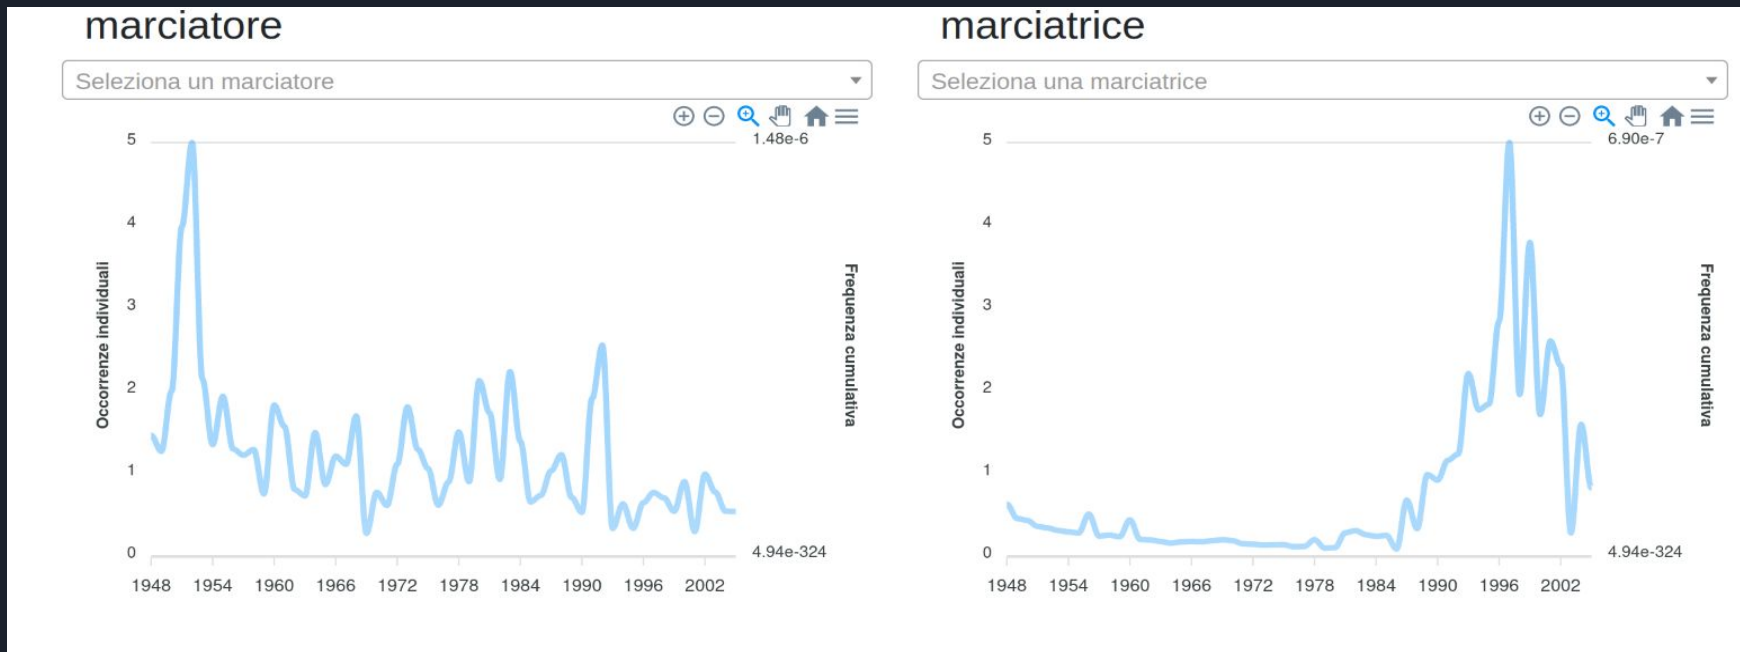 marciatore
Seleziona un marciatore
5
4
3
2
1
0
Occorrenze individuali
1.48e-6
4.94e-324
Frequenza cumulativa
1948 1954 1960 1966 1972 1978 1984 1990 1996 2002
marciatrice
Seleziona una marciatrice
5
4
3
2
1
0
Occorrenze individuali
6.90e-7
4.94e-324
Frequenza cumulativa
1948 1954 1960 1966 1972 1978 1984 1990 1996 2002